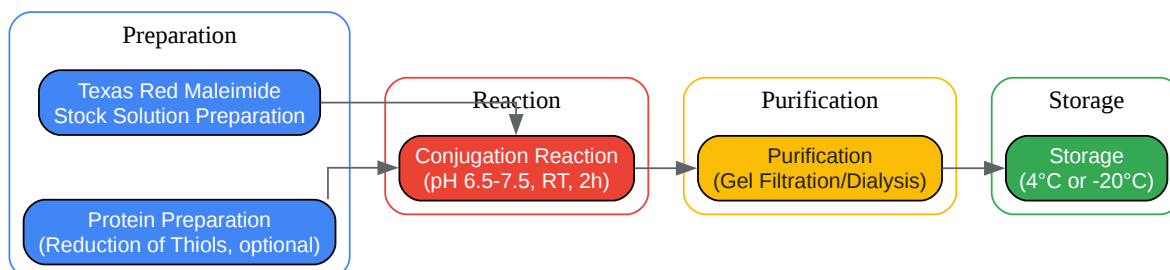 Preparation
Texas Red Maleimide
Stock Solution Preparation
Protein Preparation
(Reduction of Thiols, optional)
Reaction
Conjugation Reaction
(pH 6.5-7.5, RT, 2h)
Purification
Purification
(Gel Filtration/Dialysis)
Storage
Storage
(4°C or -20°C)